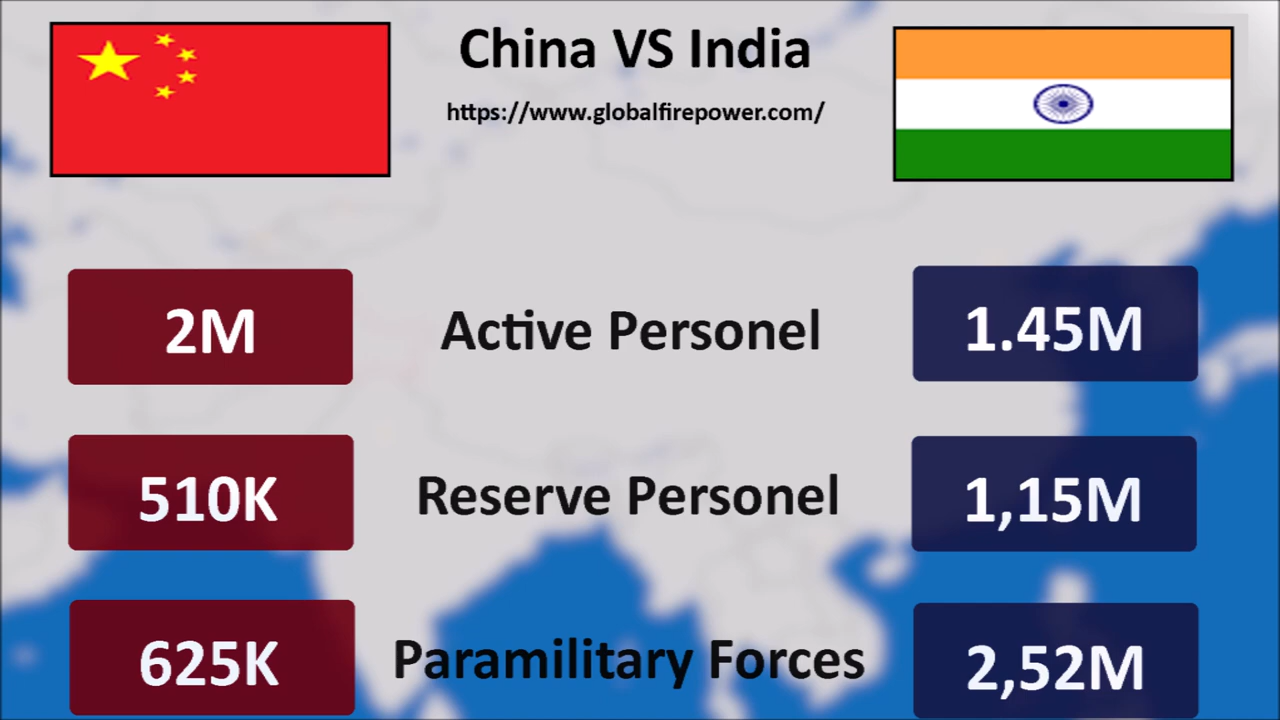 China VS India
https://www.globalfirepower.com/
2M Active Personel 1.45M
510K Reserve Personel 1,15M
625K Paramilitary Forces 2,52M